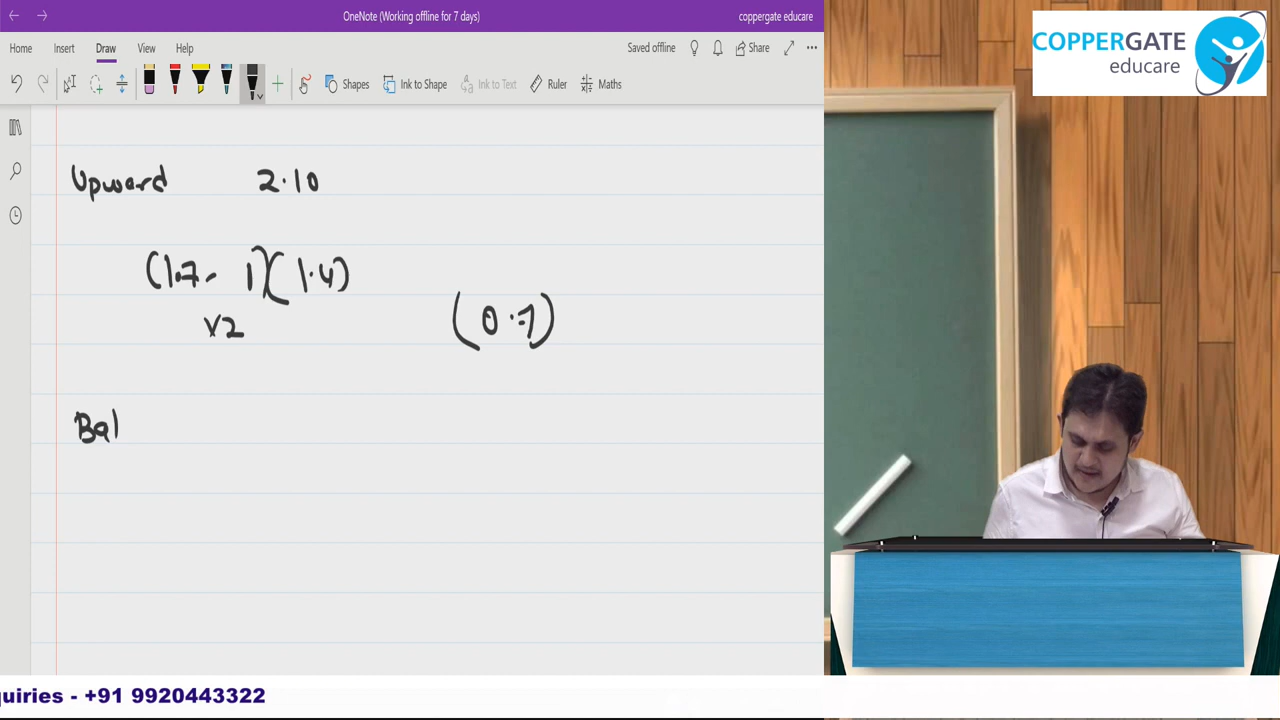 OneNote (Working offline for 7 days)
coppergate educare
Home Insert Draw View Help
Saved offline
Share
Shapes
Ink to Shape
Ink to Text
Ruler
Maths
Upward 2.10
(1.7 - 1)(1.4)
x2
(0.7)
Bal
COPPERGATE
educare
quiries - +91 9920443322